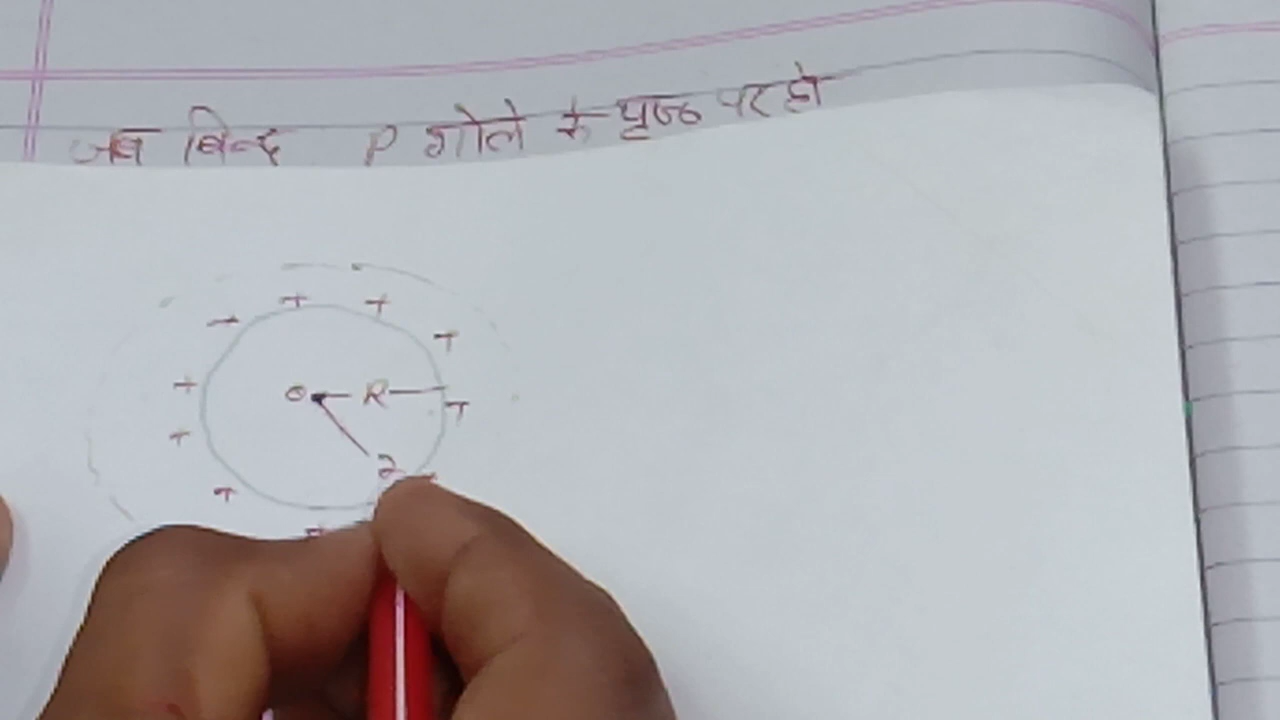 जब बिन्दु P गोले के पृष्ठ पर हो
+ + + + + + + + + +
O R